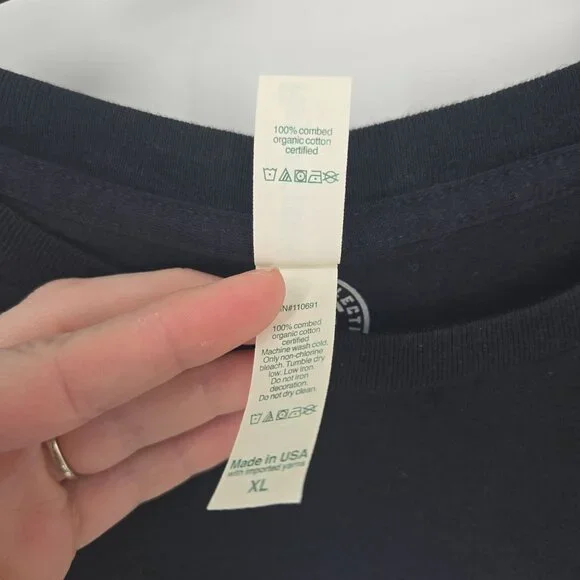 100% combed
organic cotton
certified
N#110691
100% combed
organic cotton
certified
Machine wash cold.
Only non-chlorine
bleach. Tumble dry
low. Low iron.
Do not iron
decoration.
Do not dry clean.
Made in USA
with imported yarns
XL